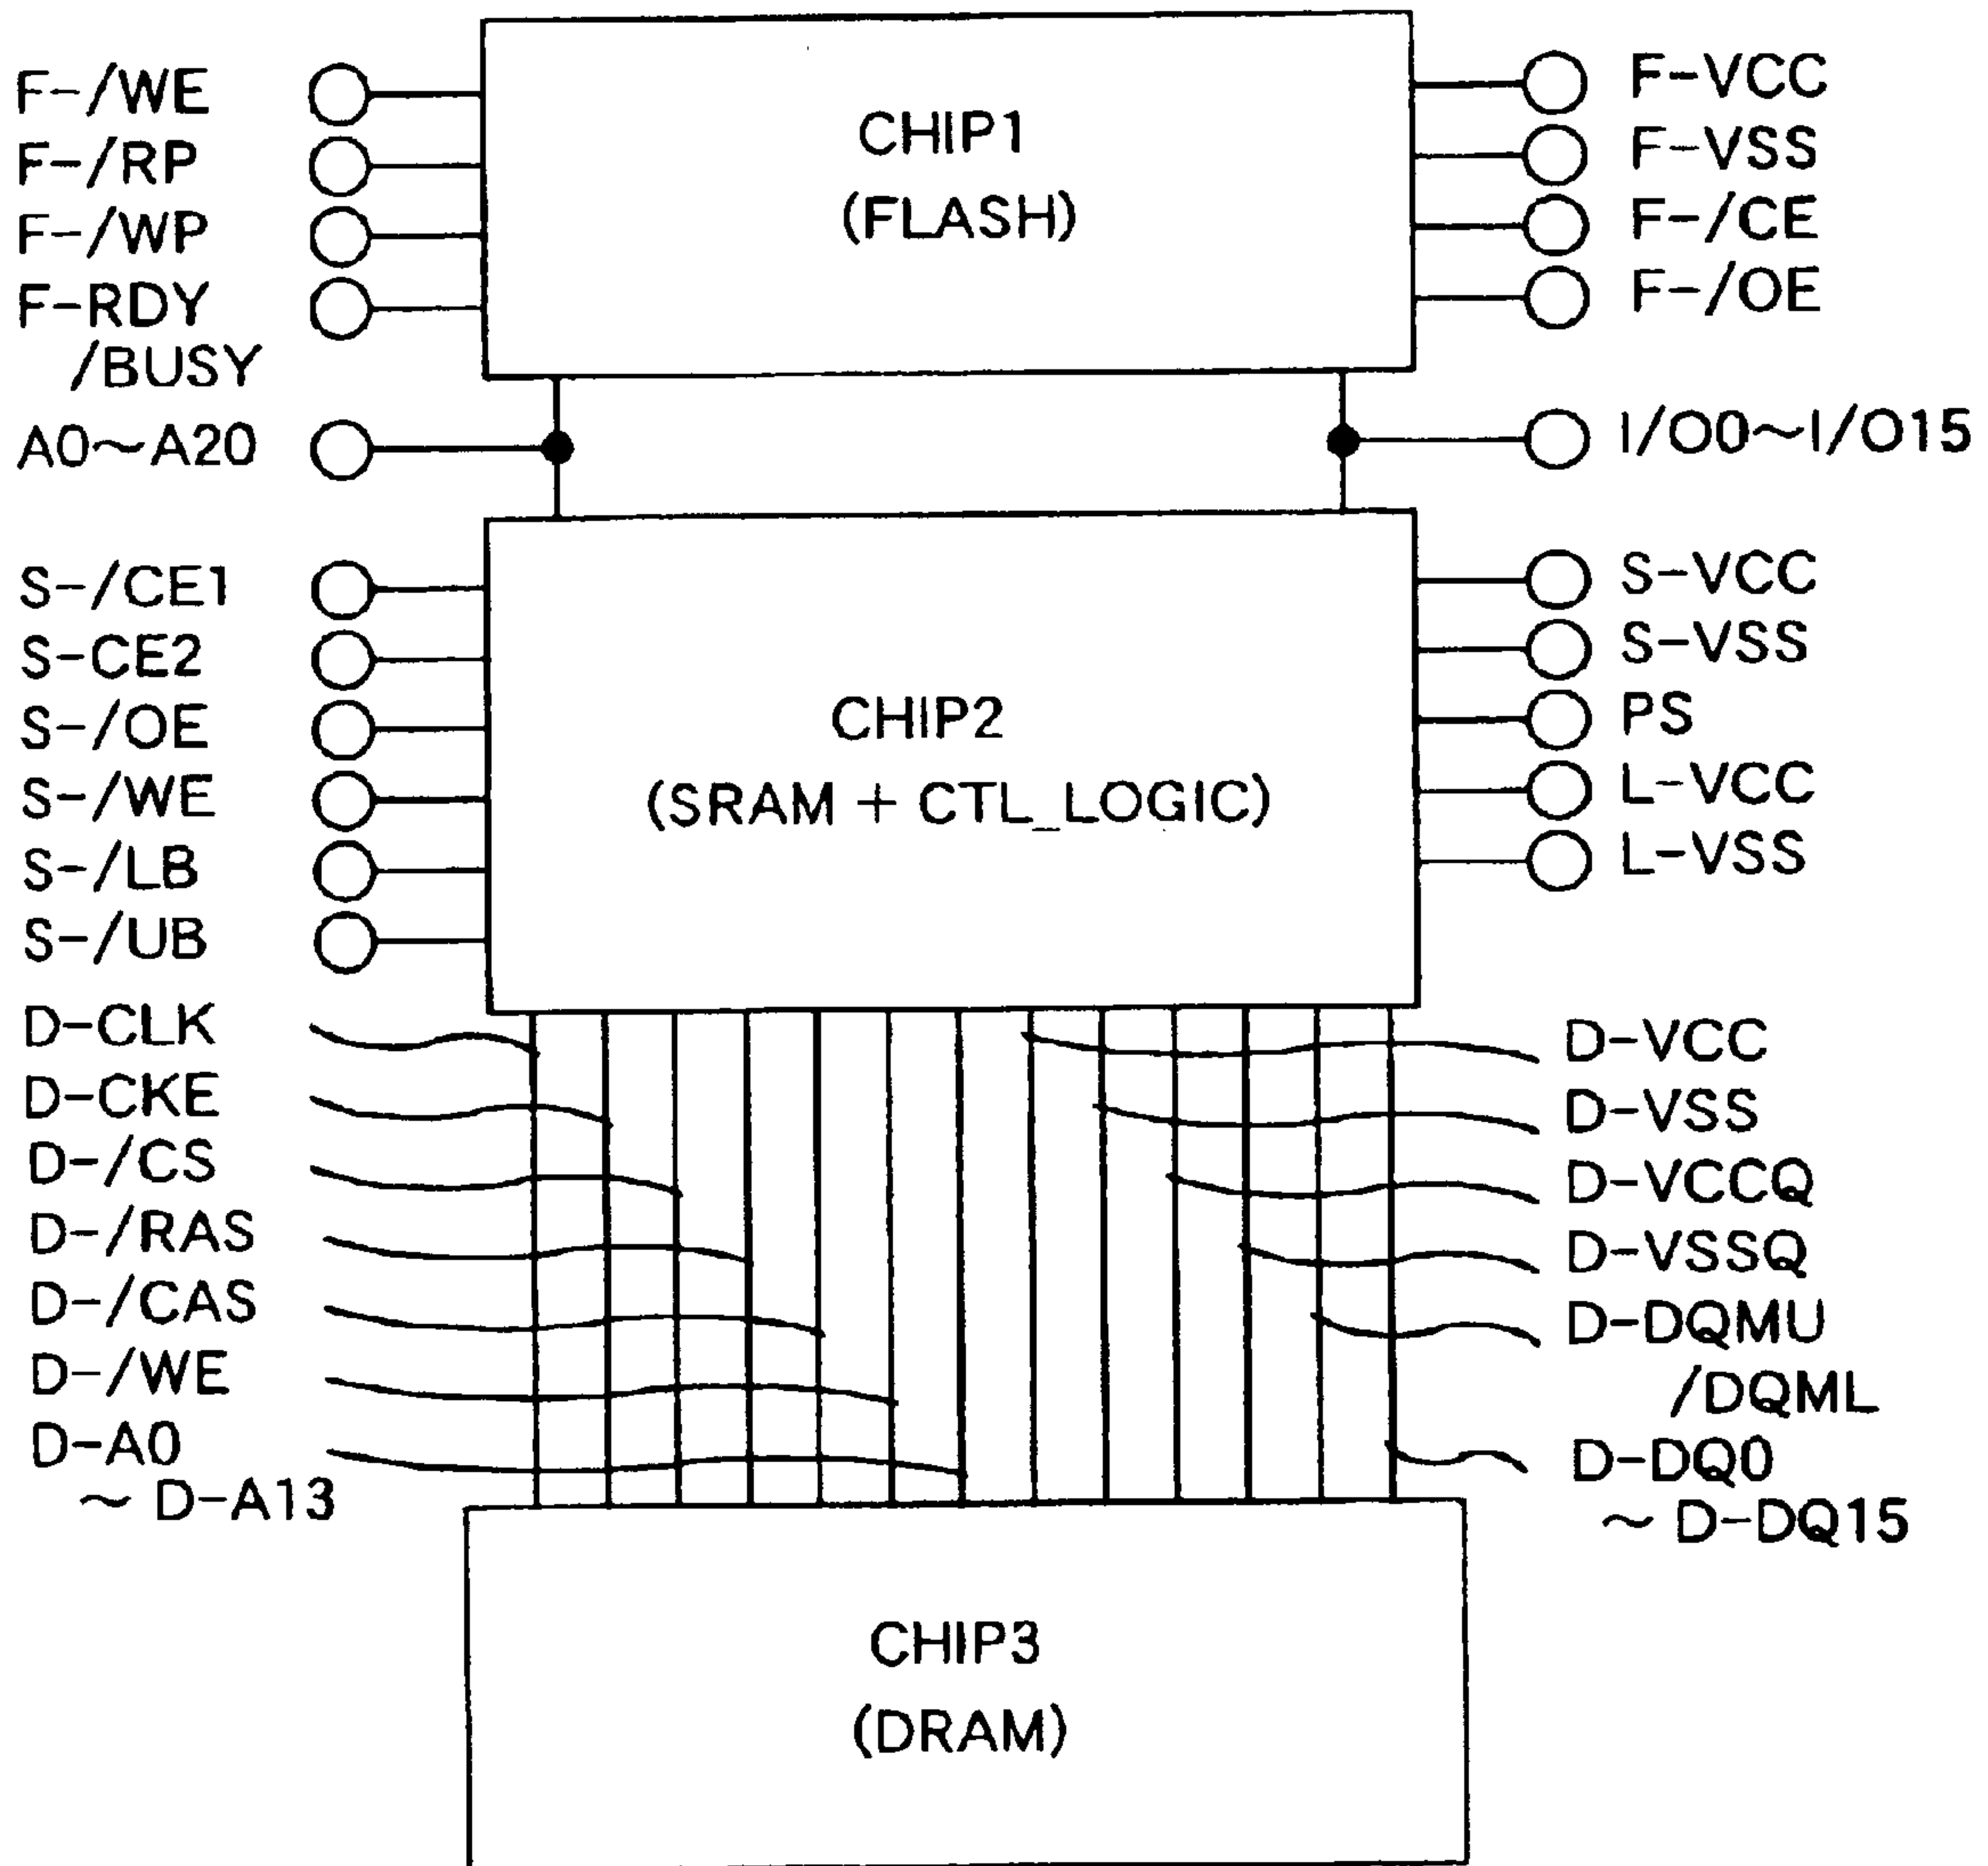 F-/WE
F-/RP
F-/WP
F-RDY
/BUSY
A0~A20
CHIP1
(FLASH)
F-VCC
F-VSS
F-/CE
F-/OE
I/O0~I/O15
S-/CE1
S-CE2
S-/OE
S-/WE
S-/LB
S-/UB
CHIP2
(SRAM + CTL_LOGIC)
S-VCC
S-VSS
PS
L-VCC
L-VSS
D-CLK
D-CKE
D-/CS
D-/RAS
D-/CAS
D-/WE
D-A0
~ D-A13
D-VCC
D-VSS
D-VCCQ
D-VSSQ
D-DQMU
/DQML
D-DQ0
~ D-DQ15
CHIP3
(DRAM)